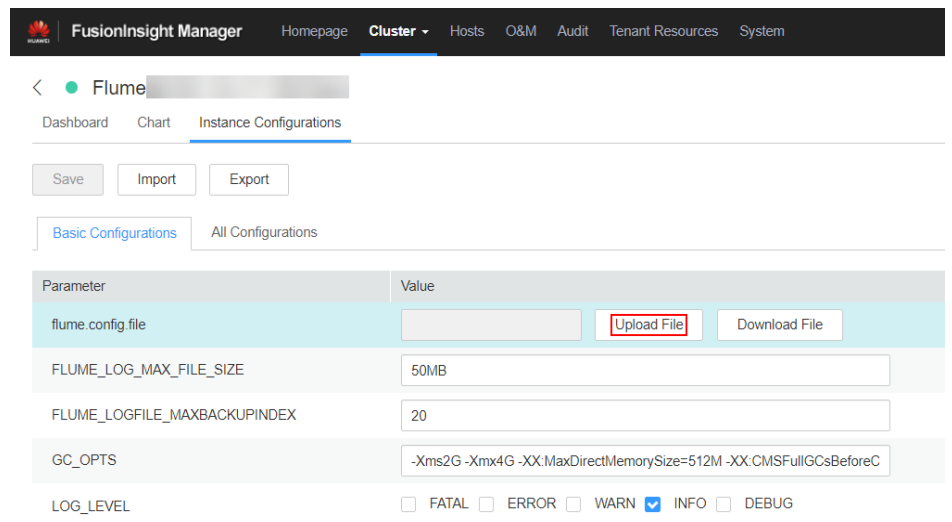 HUAWEI FusionInsight Manager Homepage Cluster Hosts O&M Audit Tenant Resources System
Flume
Dashboard Chart Instance Configurations
Save Import Export
Basic Configurations All Configurations
Parameter Value
flume.config.file Upload File Download File
FLUME_LOG_MAX_FILE_SIZE 50MB
FLUME_LOGFILE_MAXBACKUPINDEX 20
GC_OPTS -Xms2G -Xmx4G -XX:MaxDirectMemorySize=512M -XX:CMSFullGCsBeforeC
LOG_LEVEL FATAL ERROR WARN INFO DEBUG